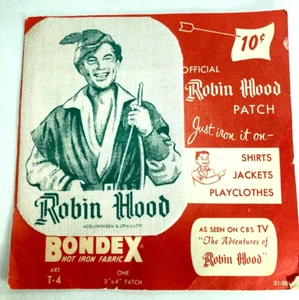 10¢
OFFICIAL
Robin Hood
PATCH
Just iron it on-
SHIRTS
JACKETS
PLAYCLOTHES
Robin Hood
BONDEX
HOT IRON FABRIC
ART
T-4
ONE
3"x4" PATCH
AS SEEN ON CBS TV
"The Adventures of
Robin Hood"